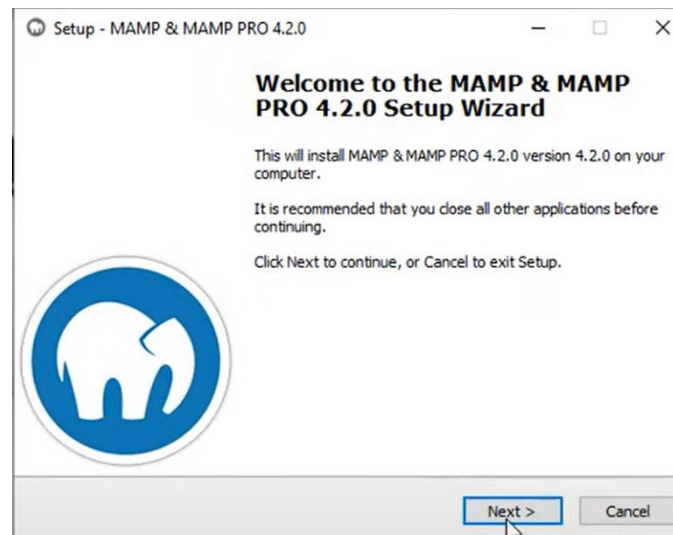 Setup - MAMP & MAMP PRO 4.2.0
Welcome to the MAMP & MAMP
PRO 4.2.0 Setup Wizard
This will install MAMP & MAMP PRO 4.2.0 version 4.2.0 on your
computer.
It is recommended that you close all other applications before
continuing.
Click Next to continue, or Cancel to exit Setup.
Next >
Cancel